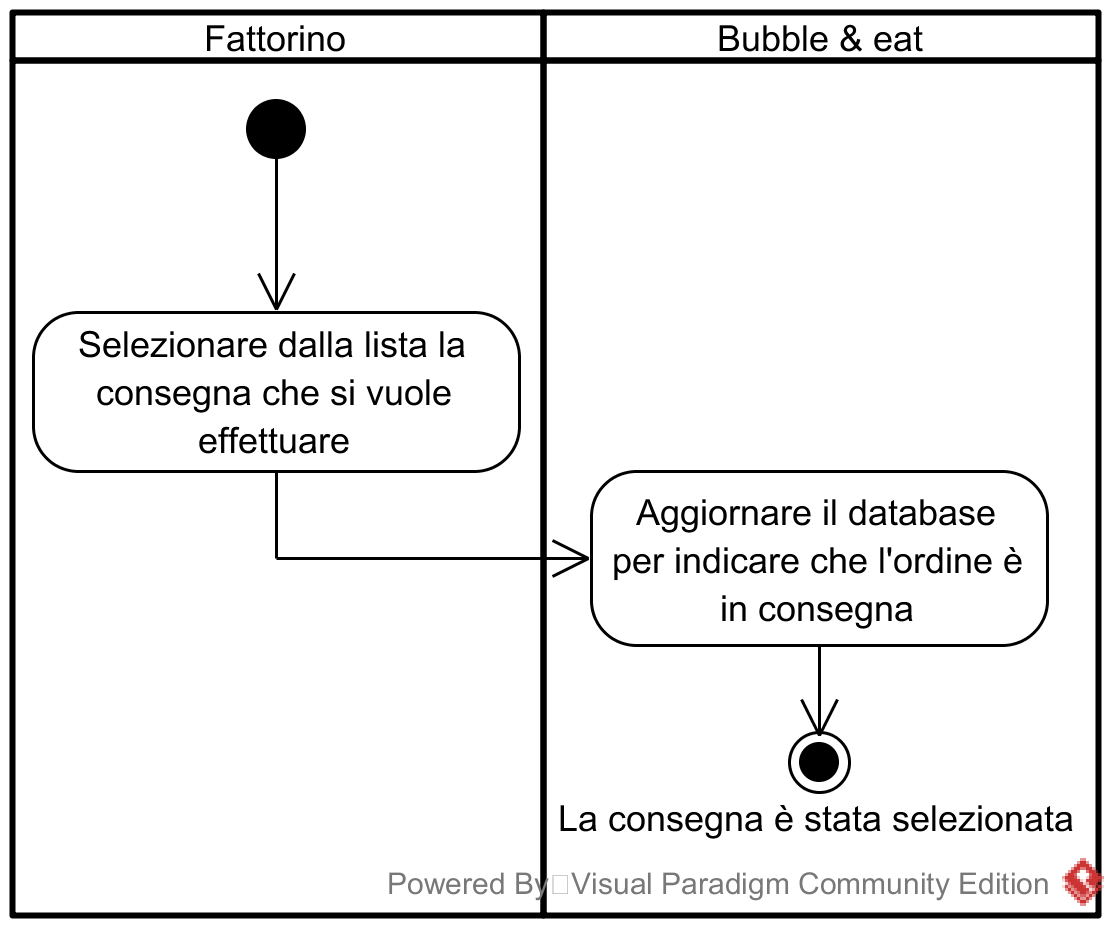 Fattorino
Bubble & eat
Selezionare dalla lista la
consegna che si vuole
effettuare
Aggiornare il database
per indicare che l'ordine è
in consegna
La consegna è stata selezionata
Powered By Visual Paradigm Community Edition